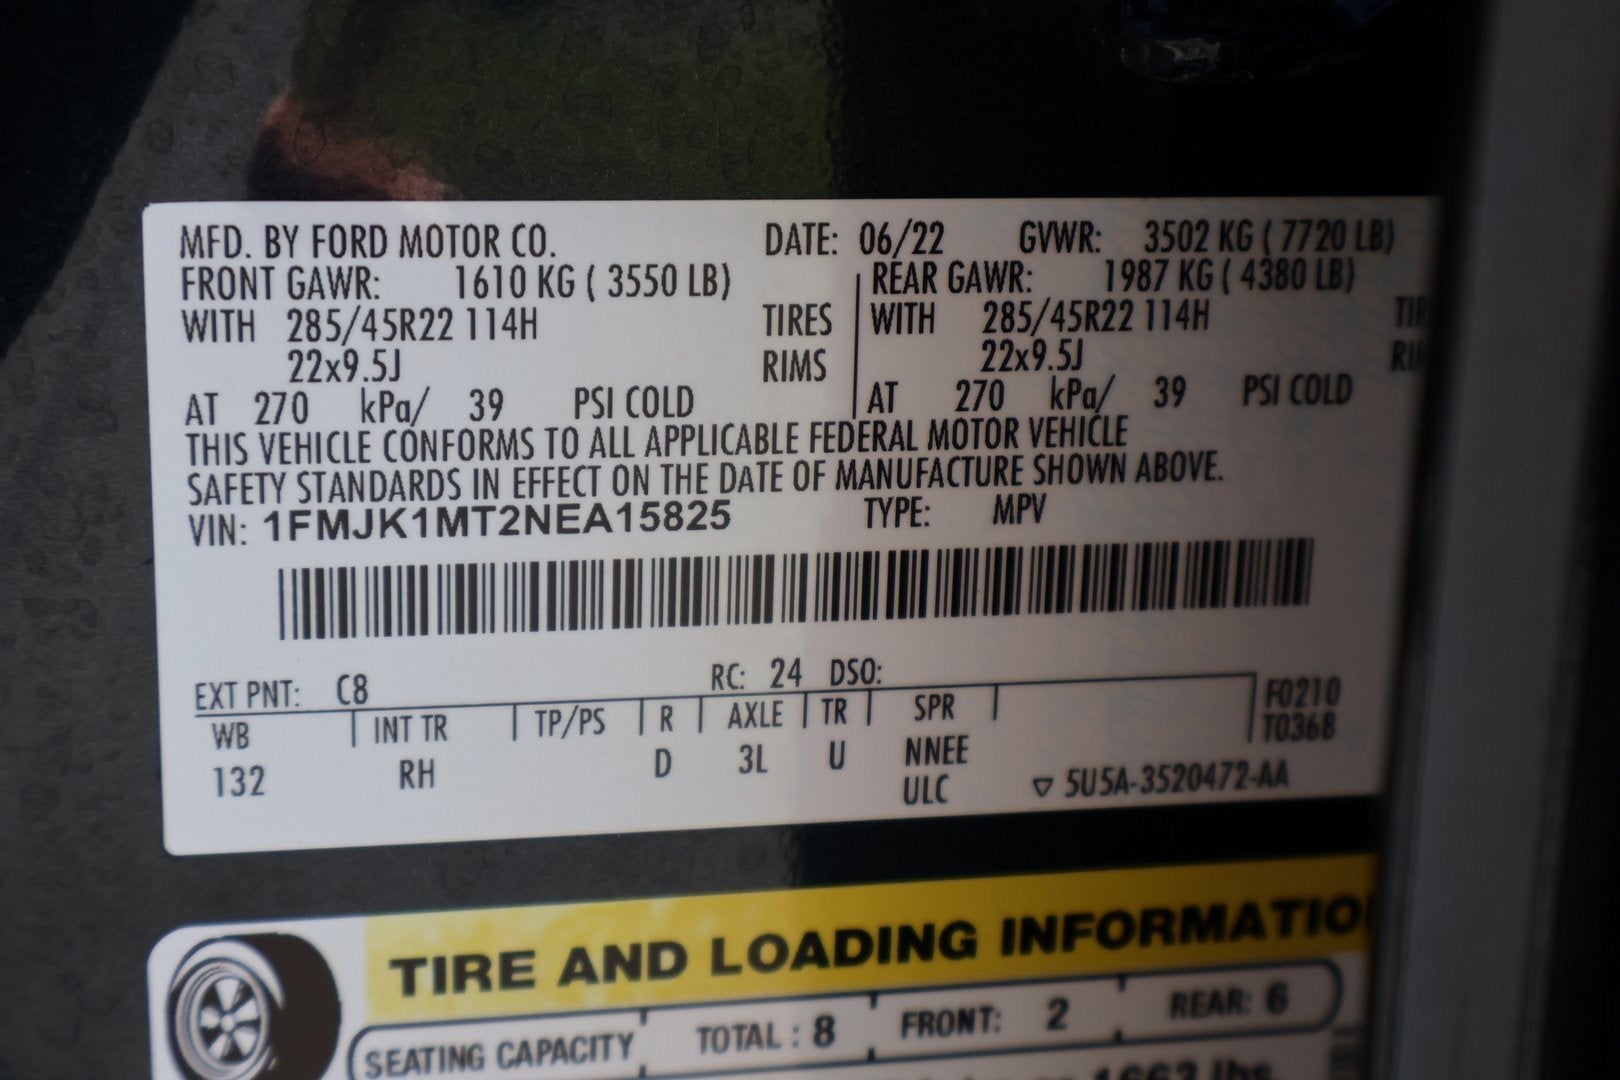 MFD. BY FORD MOTOR CO. DATE: 06/22 GVWR: 3502 KG ( 7720 LB)
FRONT GAWR: 1610 KG ( 3550 LB) REAR GAWR: 1987 KG ( 4380 LB)
WITH 285/45R22 114H TIRES WITH 285/45R22 114H TIR
22x9.5J RIMS 22x9.5J RI
AT 270 kPa/ 39 PSI COLD AT 270 kPa/ 39 PSI COLD
THIS VEHICLE CONFORMS TO ALL APPLICABLE FEDERAL MOTOR VEHICLE
SAFETY STANDARDS IN EFFECT ON THE DATE OF MANUFACTURE SHOWN ABOVE.
VIN: 1FMJK1MT2NEA15825 TYPE: MPV
EXT PNT: C8 RC: 24 DSO:
WB INT TR TP/PS R AXLE TR SPR F0210
T0368
132 RH D 3L U NNEE
ULC ▽ 5U5A-3520472-AA
TIRE AND LOADING INFORMATIO
SEATING CAPACITY TOTAL : 8 FRONT: 2 REAR: 6